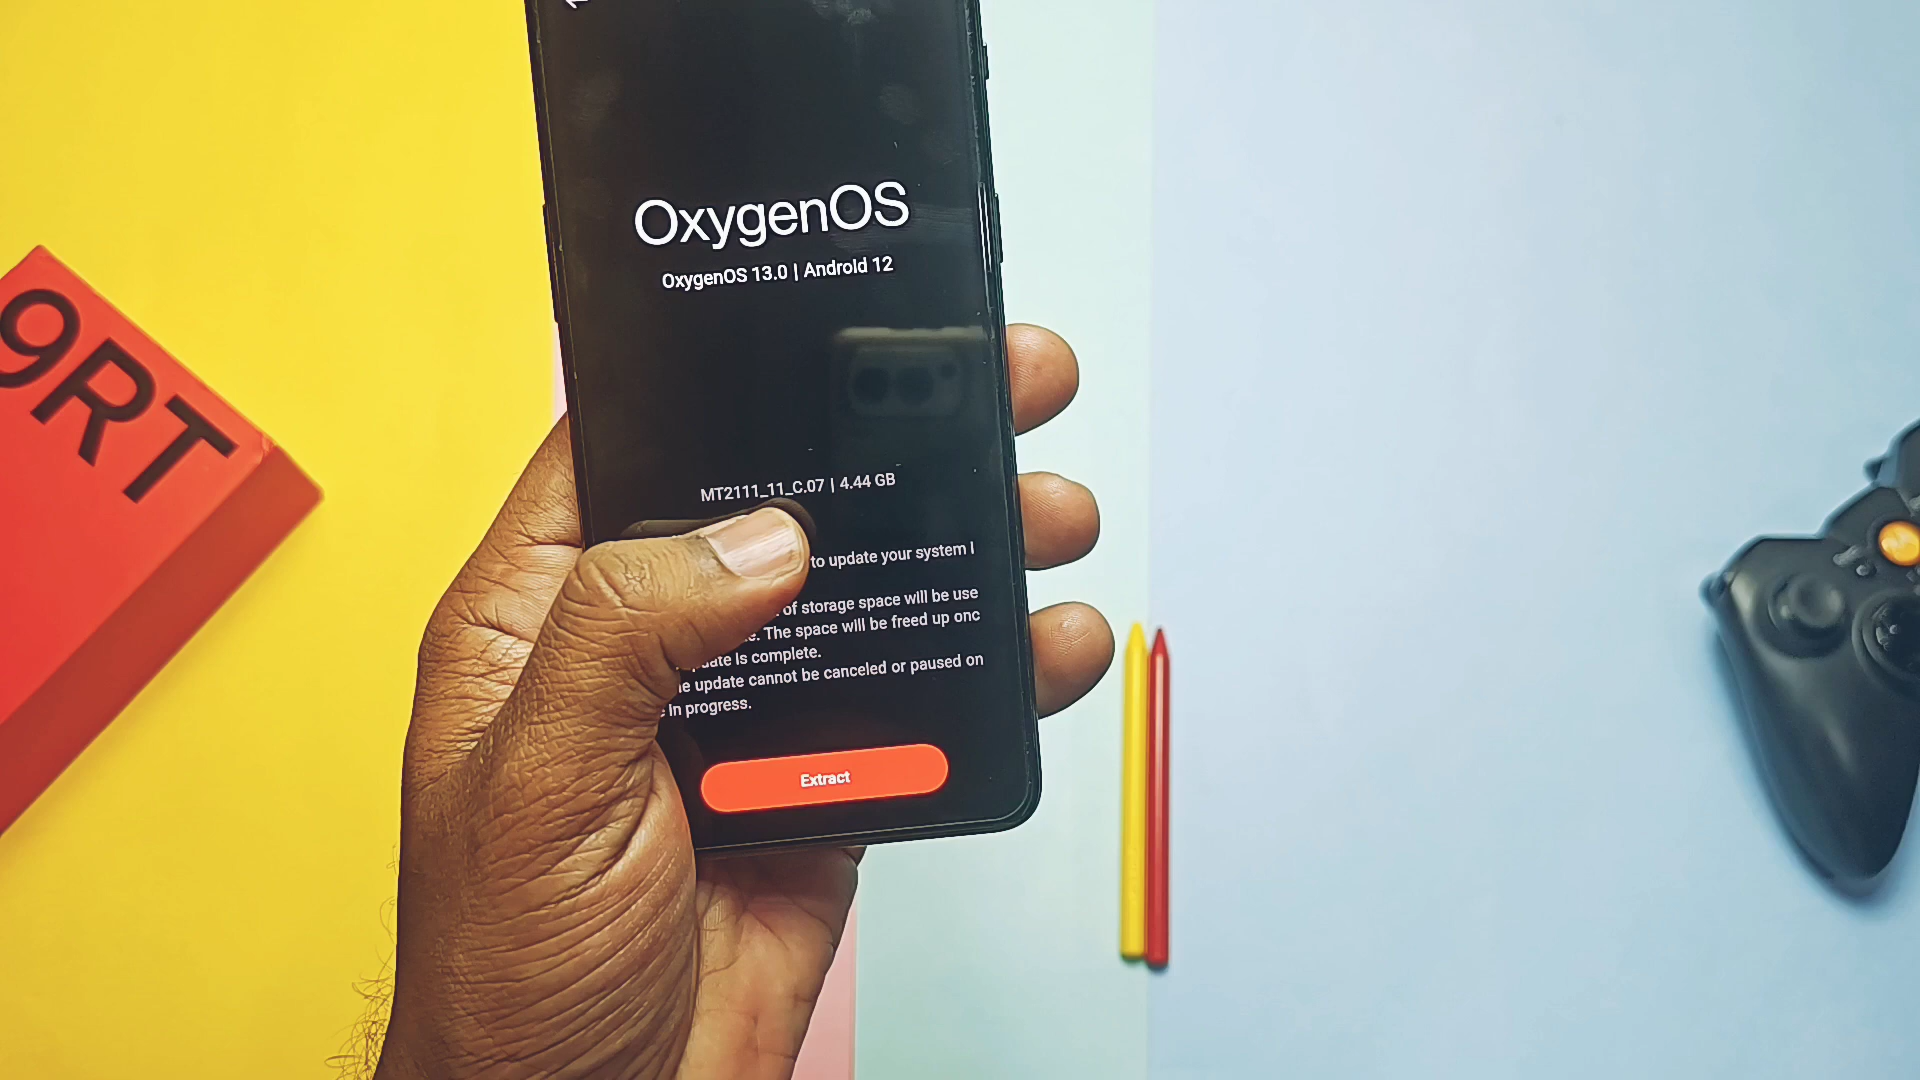 9RT
OxygenOS
OxygenOS 13.0 | Android 12
MT2111_11_C.07 | 4.44 GB
to update your system
of storage space will be use
The space will be freed up onc
is complete.
update cannot be canceled or paused on
in progress.
Extract